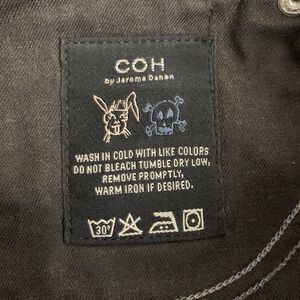 COH
by Jerome Dahan
WASH IN COLD WITH LIKE COLORS
DO NOT BLEACH TUMBLE DRY LOW,
REMOVE PROMPTLY,
WARM IRON IF DESIRED.
30°